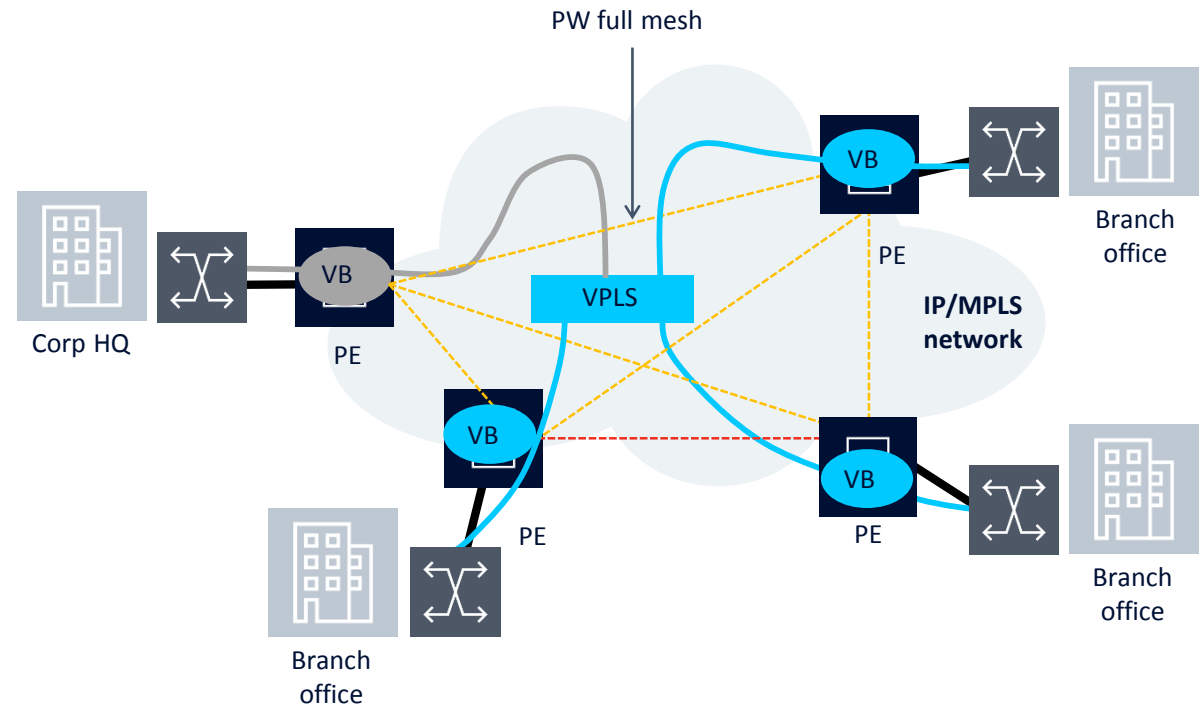 PW full mesh
VB
Branch
office
PE
VB
VPLS
IP/MPLS
network
Corp HQ
PE
VB
VB
PE
PE
Branch
office
Branch
office